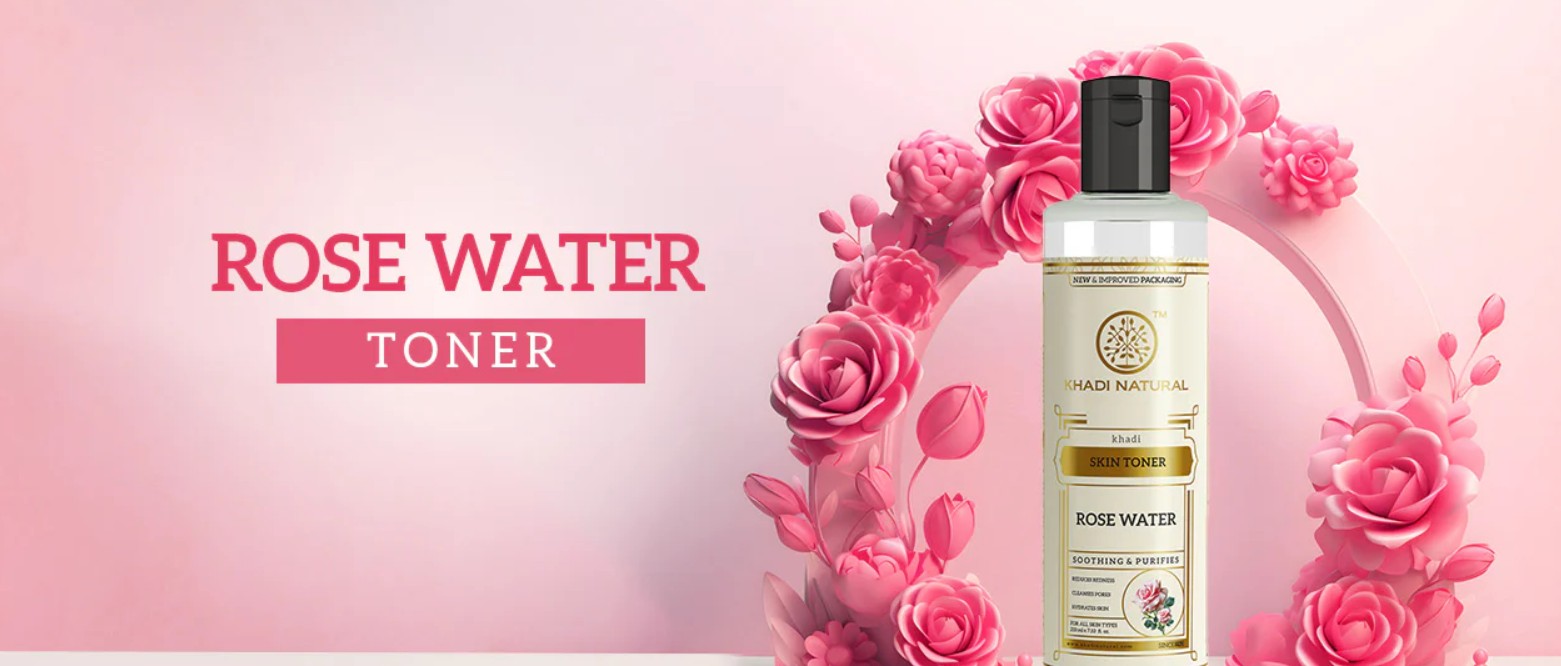 ROSE WATER
TONER
NEW & IMPROVED PACKAGING
TM
KHADI NATURAL
khadi
SKIN TONER
ROSE WATER
SOOTHING & PURIFIES
REDUCES REDNESS
CLEANSES PORES
HYDRATES SKIN
FOR ALL SKIN TYPES